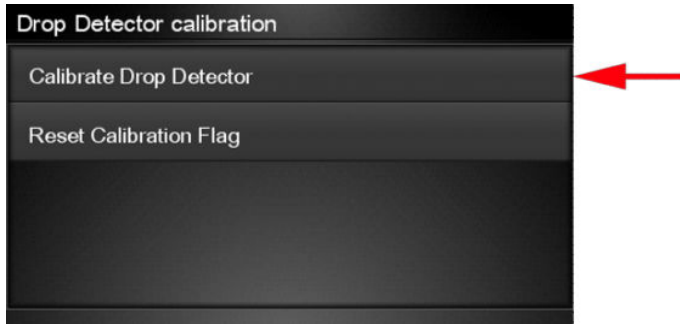 Drop Detector calibration
Calibrate Drop Detector
Reset Calibration Flag